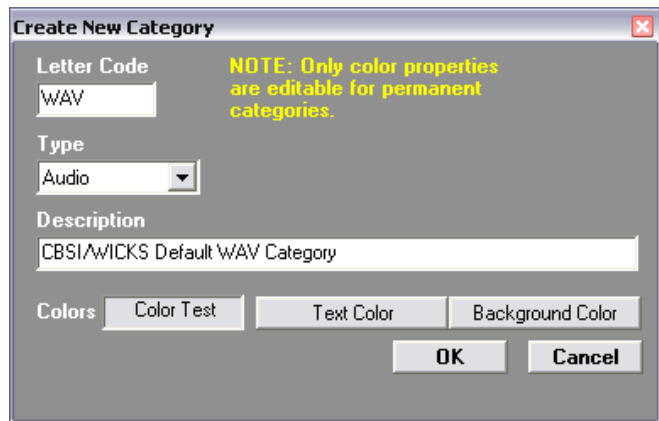 Create New Category
Letter Code
NOTE: Only color properties
are editable for permanent
categories.
WAV
Type
Audio
Description
CBSI/WICKS Default WAV Category
Colors Color Test Text Color Background Color
OK Cancel